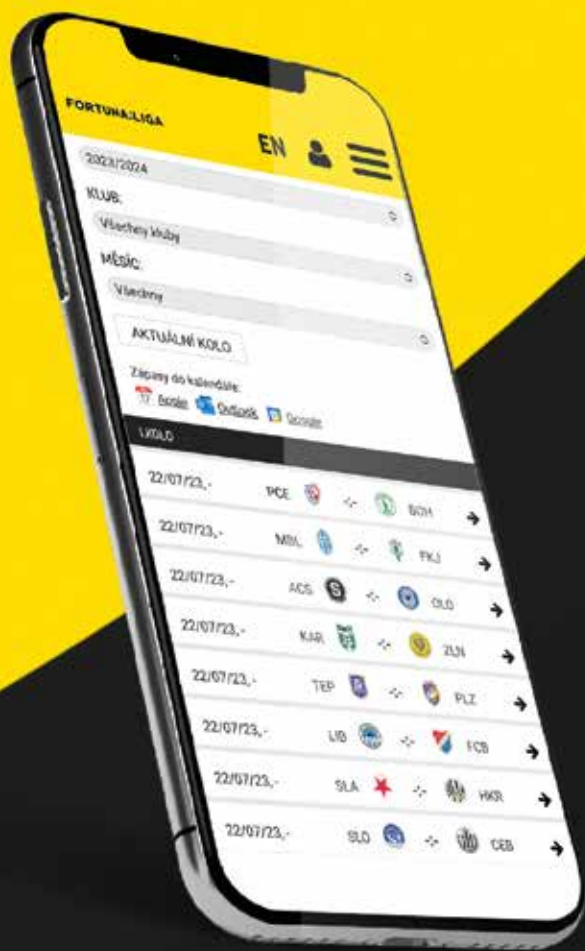 FORTUNA:LIGA
EN
2023/2024
KLUB:
Všechny kluby
MĚSÍC:
Všechny
AKTUÁLNÍ KOLO
Zápasy do kalendáře:
Apple Outlook Google
1.KOLO
22/07/23,- PCE -:- BOH
22/07/23,- MBL -:- FKJ
22/07/23,- ACS -:- OLO
22/07/23,- KAR -:- ZLN
22/07/23,- TEP -:- PLZ
22/07/23,- LIB -:- FCB
22/07/23,- SLA -:- HKR
22/07/23,- SLO -:- CEB